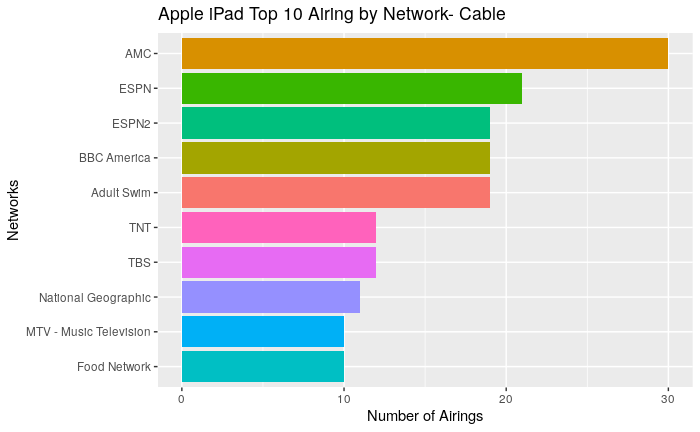 Apple iPad Top 10 Airing by Network- Cable
Networks
AMC
ESPN
ESPN2
BBC America
Adult Swim
TNT
TBS
National Geographic
MTV - Music Television
Food Network
0 10 20 30
Number of Airings